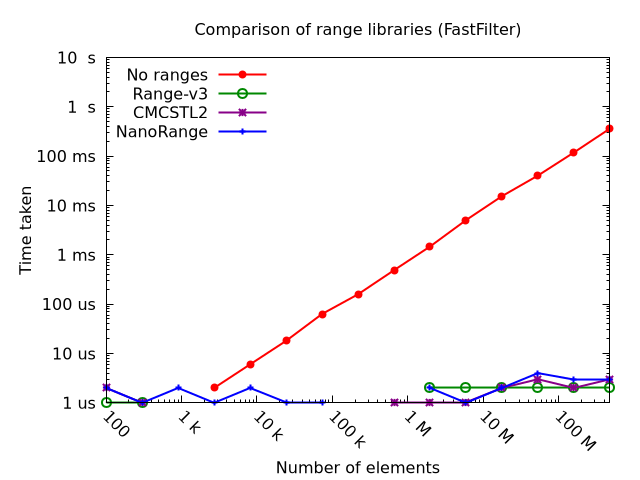 Comparison of range libraries (FastFilter)
No ranges
Range-v3
CMCSTL2
NanoRange
10 s
1 s
100 ms
10 ms
1 ms
100 us
10 us
1 us
Time taken
100
1 k
10 k
100 k
1 M
10 M
100 M
Number of elements